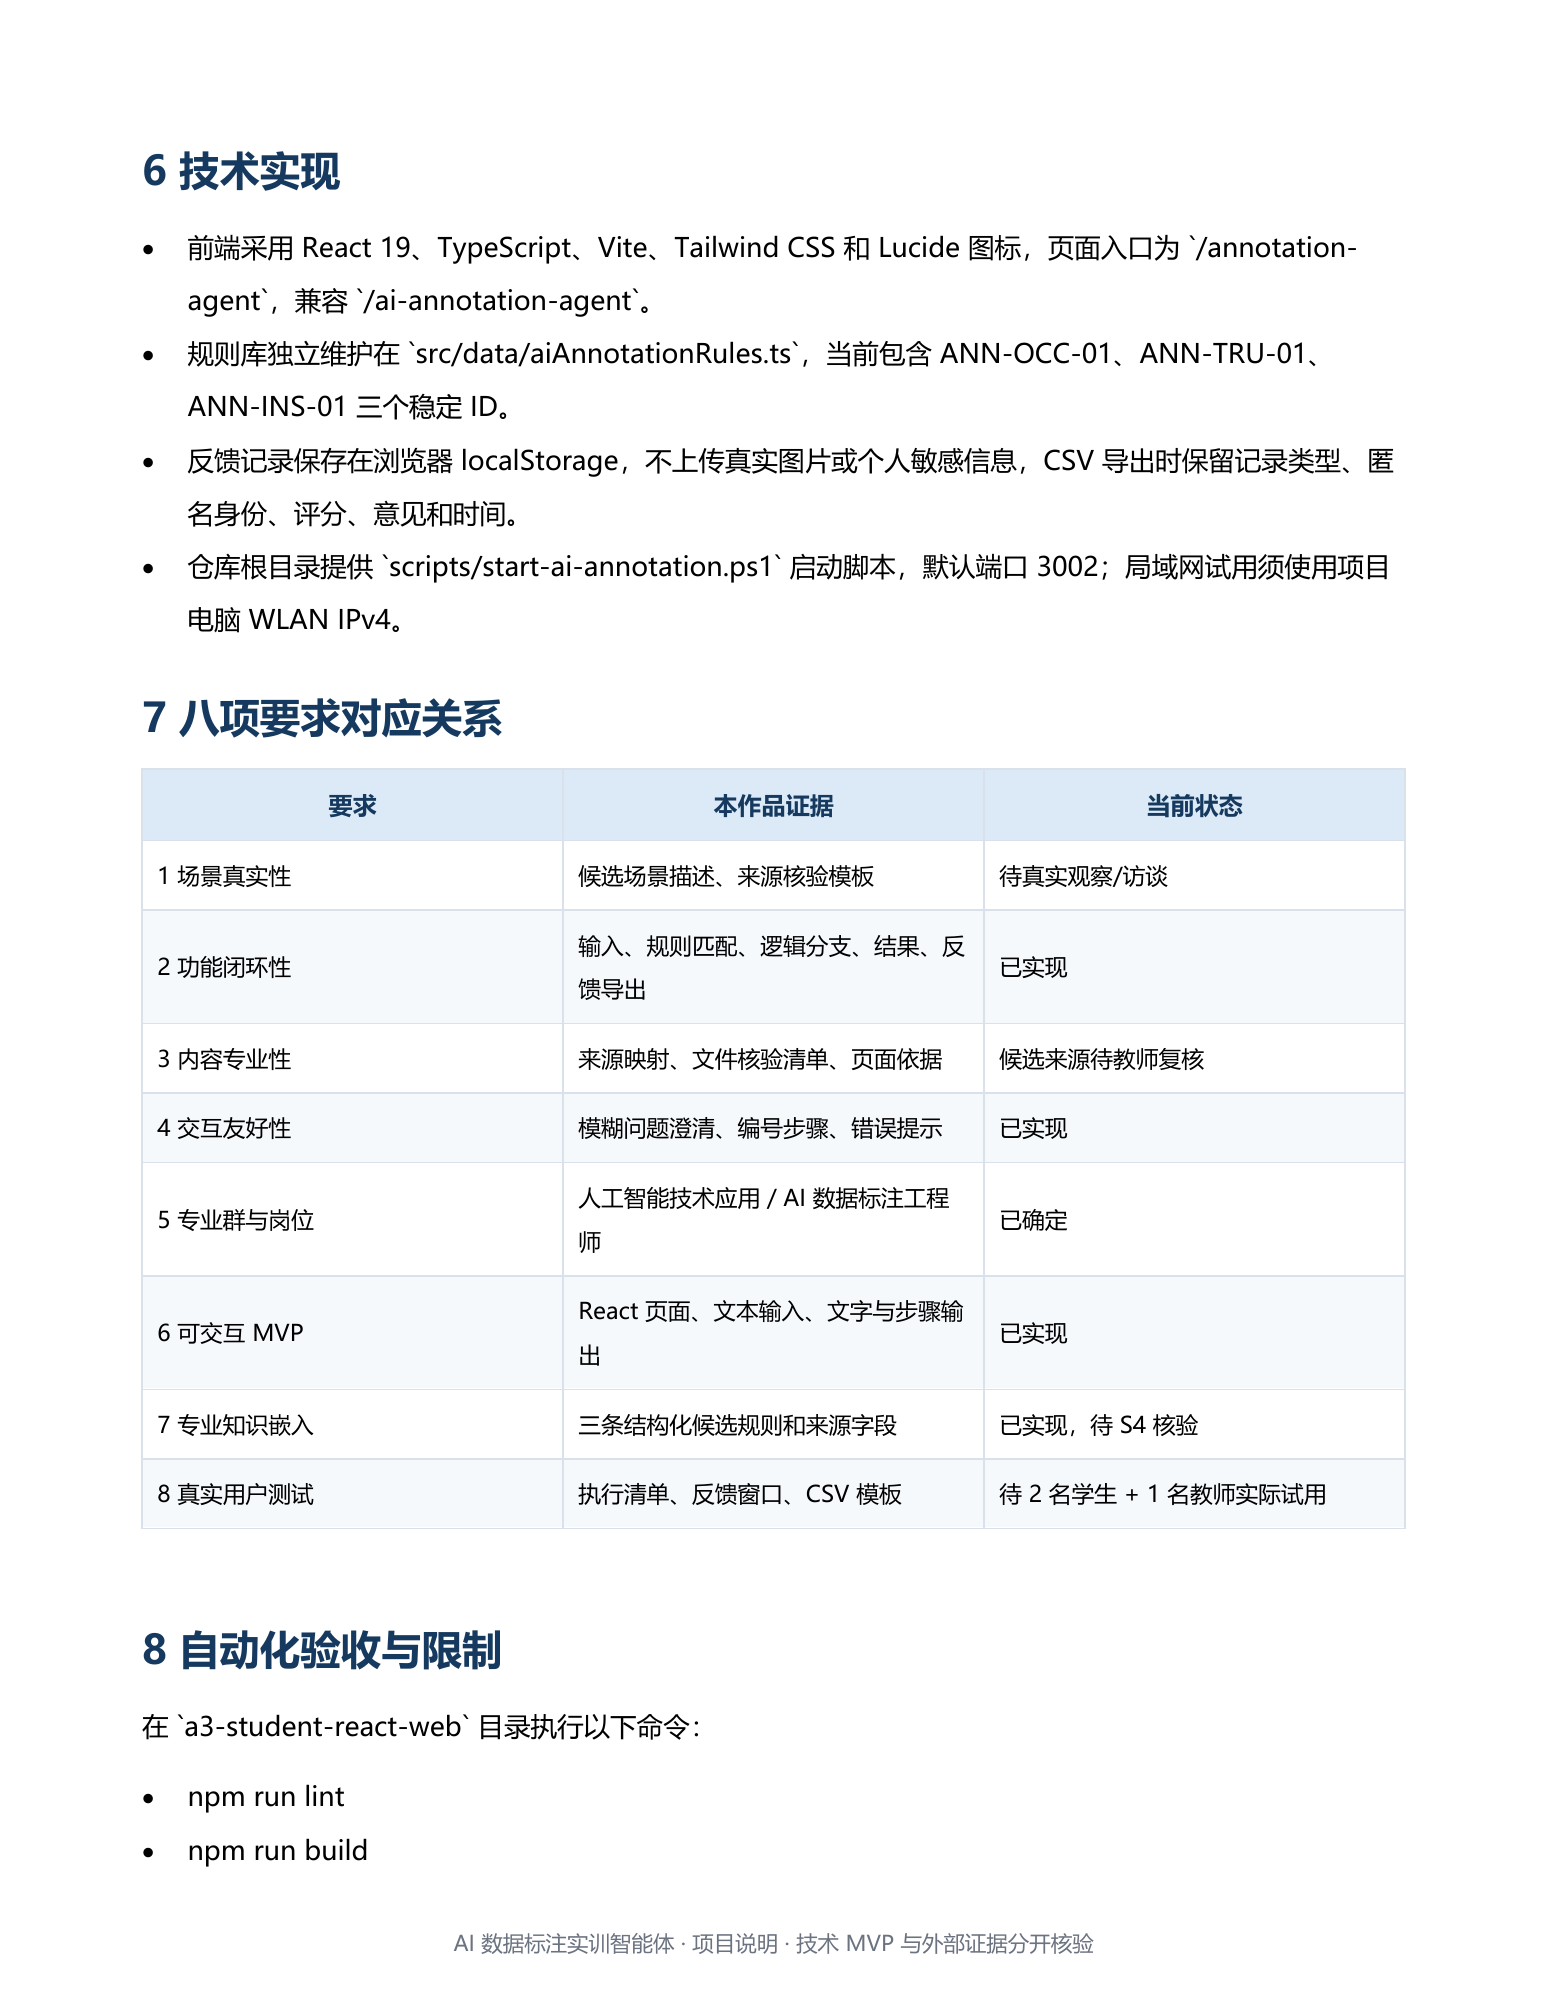 6 技术实现
• 前端采用 React 19、TypeScript、Vite、Tailwind CSS 和 Lucide 图标，页面入口为 `/annotation-
agent`，兼容 `/ai-annotation-agent`。
• 规则库独立维护在 `src/data/aiAnnotationRules.ts`，当前包含 ANN-OCC-01、ANN-TRU-01、
ANN-INS-01 三个稳定 ID。
• 反馈记录保存在浏览器 localStorage，不上传真实图片或个人敏感信息，CSV 导出时保留记录类型、匿
名身份、评分、意见和时间。
• 仓库根目录提供 `scripts/start-ai-annotation.ps1` 启动脚本，默认端口 3002；局域网试用须使用项目
电脑 WLAN IPv4。
7 八项要求对应关系
要求 本作品证据 当前状态
1 场景真实性 候选场景描述、来源核验模板 待真实观察/访谈
2 功能闭环性 输入、规则匹配、逻辑分支、结果、反
馈导出 已实现
3 内容专业性 来源映射、文件核验清单、页面依据 候选来源待教师复核
4 交互友好性 模糊问题澄清、编号步骤、错误提示 已实现
5 专业群与岗位 人工智能技术应用 / AI 数据标注工程
师 已确定
6 可交互 MVP React 页面、文本输入、文字与步骤输
出 已实现
7 专业知识嵌入 三条结构化候选规则和来源字段 已实现，待 S4 核验
8 真实用户测试 执行清单、反馈窗口、CSV 模板 待 2 名学生 + 1 名教师实际试用
8 自动化验收与限制
在 `a3-student-react-web` 目录执行以下命令：
• npm run lint
• npm run build
AI 数据标注实训智能体 · 项目说明 · 技术 MVP 与外部证据分开核验